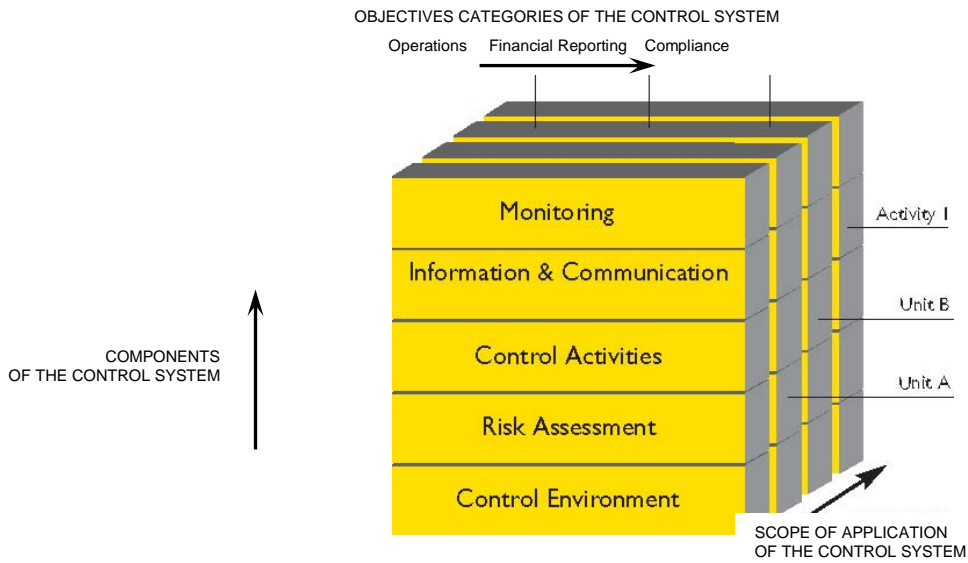 OBJECTIVES CATEGORIES OF THE CONTROL SYSTEM
Operations Financial Reporting Compliance
Monitoring
Activity 1
Information & Communication
Unit B
COMPONENTS
OF THE CONTROL SYSTEM
Control Activities
Unit A
Risk Assessment
Control Environment
SCOPE OF APPLICATION
OF THE CONTROL SYSTEM